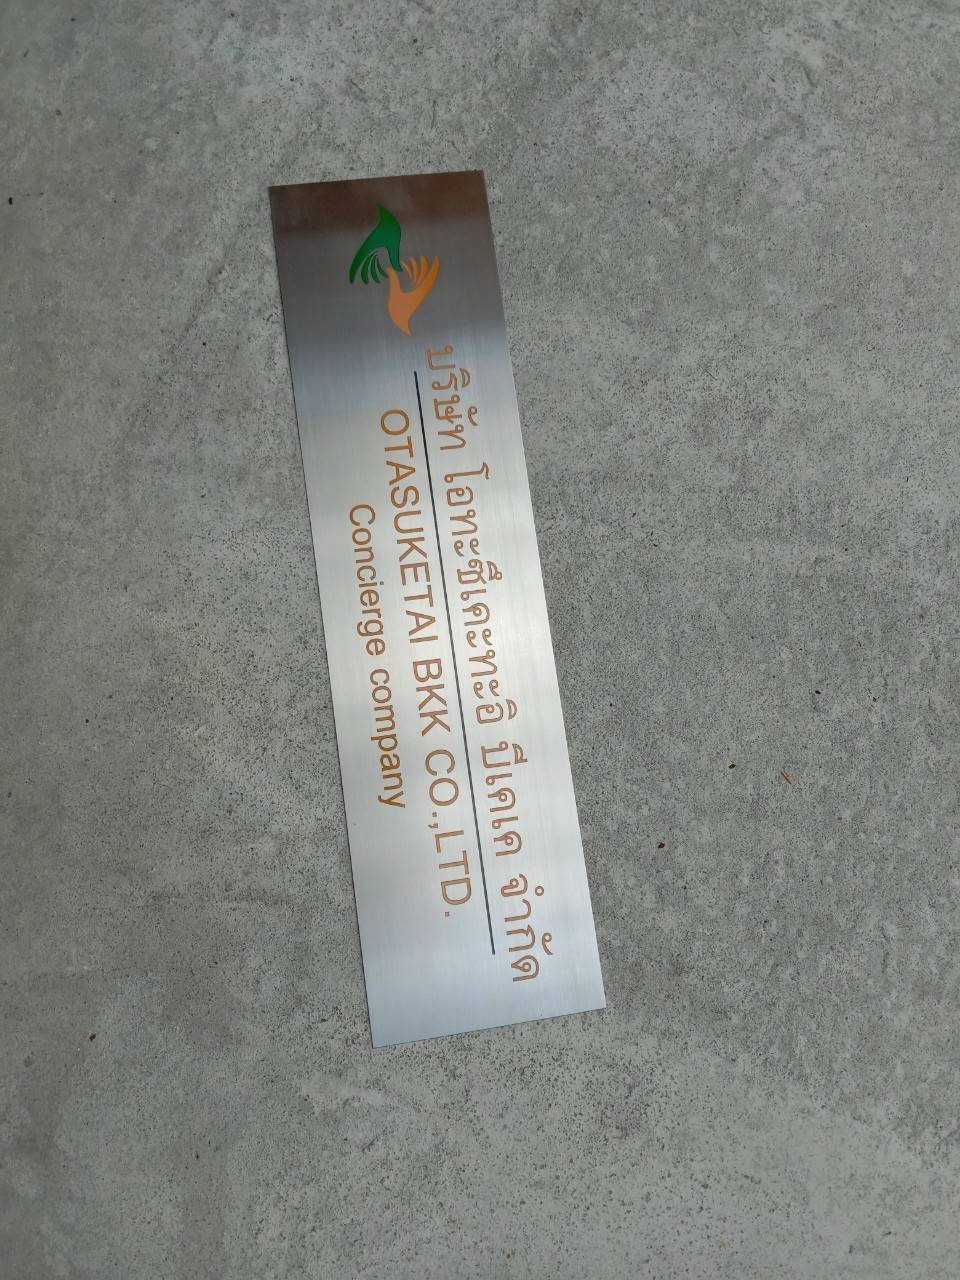 บริษัท โอทะซึเคะทะอิ บีเคเค จำกัด
OTASUKETAI BKK CO.,LTD.
Concierge company